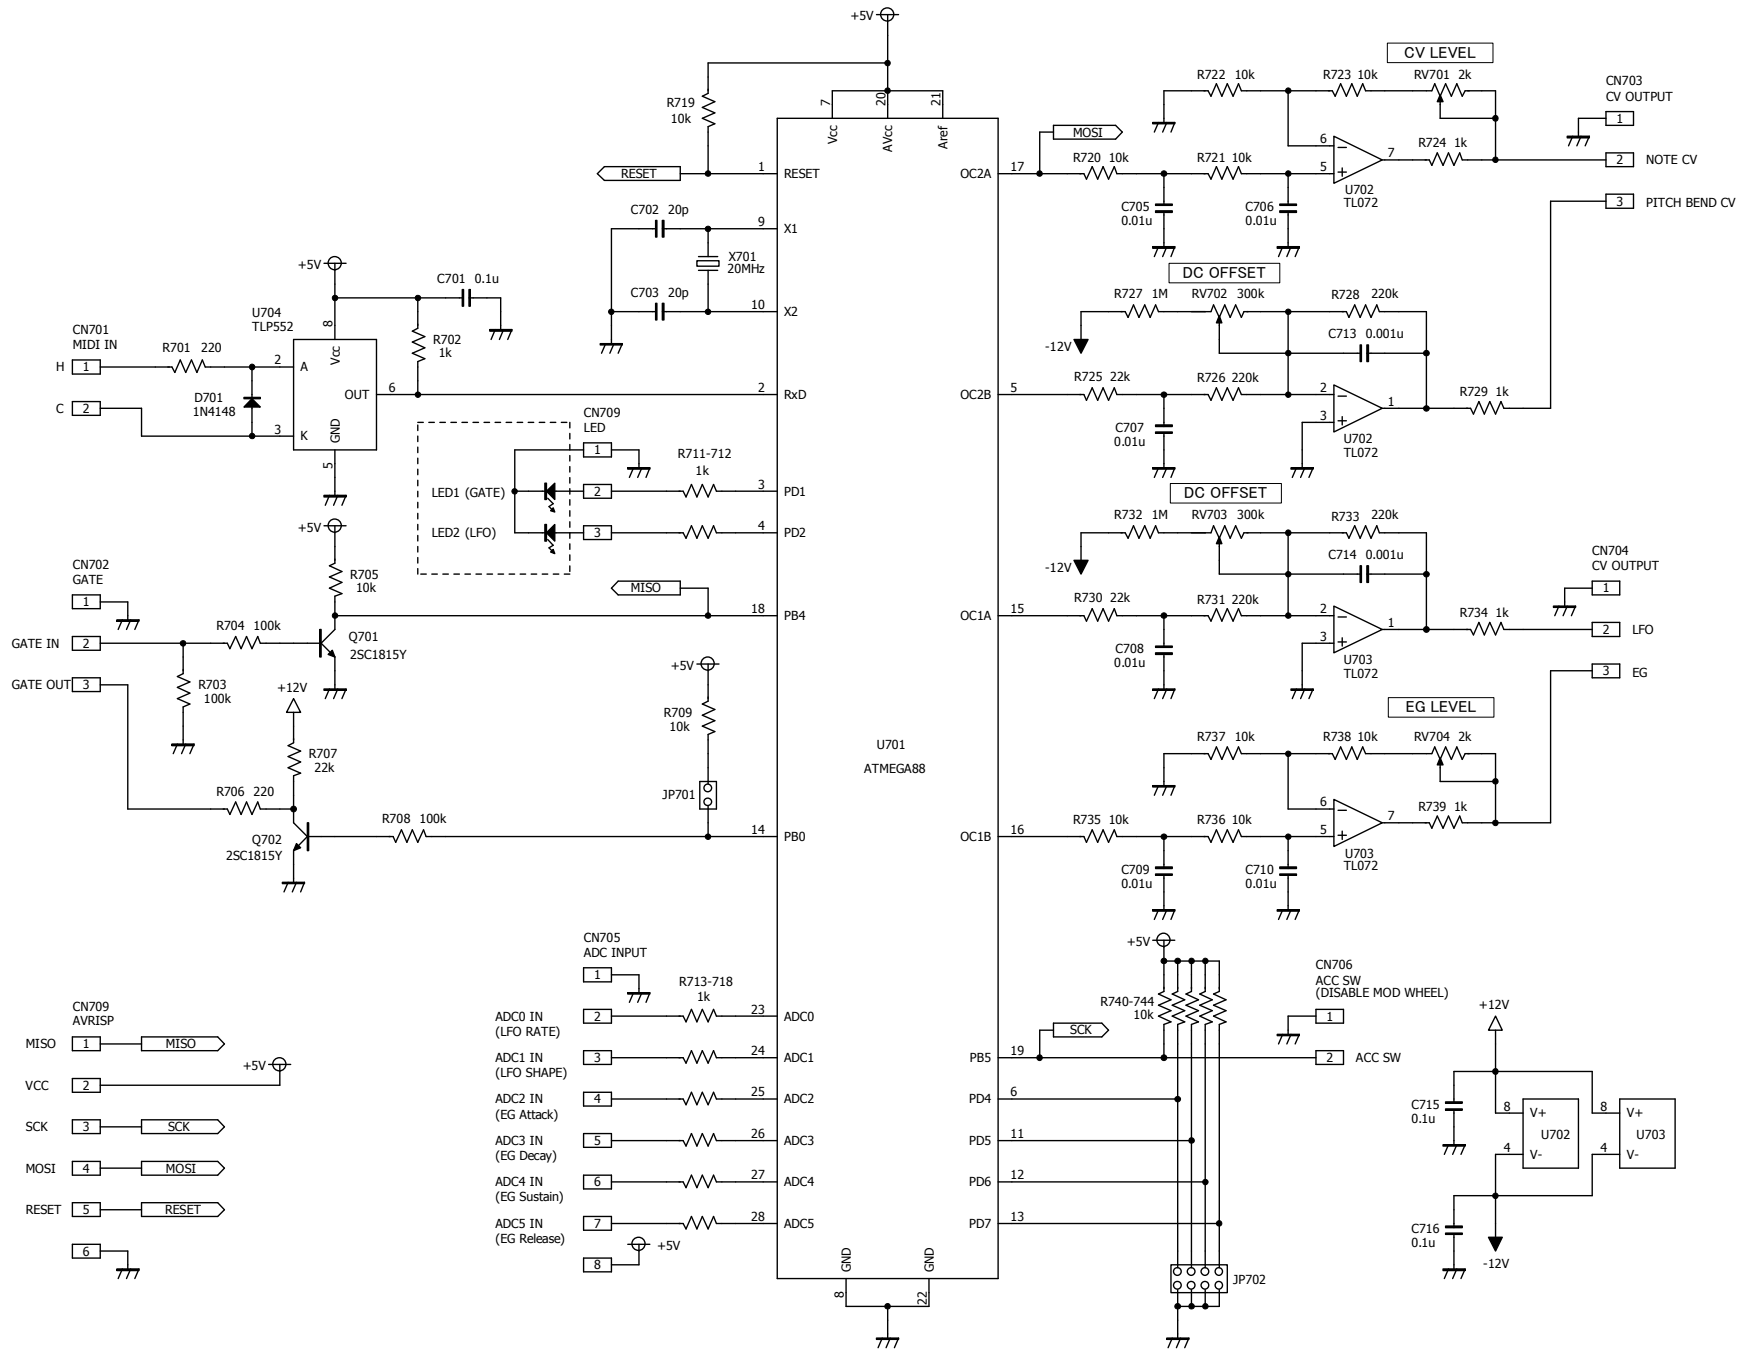 +5V
CV LEVEL
R722 10k
R723 10k
RV701 2k
CN703
CV OUTPUT
1
R719
10k
7
20
21
Vcc
AVcc
Aref
MOSI
6
7
R724 1k
2
NOTE CV
RESET
1
RESET
OC2A
17
R720 10k
R721 10k
5
U702
TL072
3
PITCH BEND CV
C702 20p
9
X1
C705
0.01u
C706
0.01u
X701
20MHz
+5V
C701 0.1u
DC OFFSET
C703 20p
10
X2
R727 1M
RV702 300k
R728 220k
U704
TLP552
8
C713 0.001u
CN701
MIDI IN
R702
1k
-12V
R701 220
Vcc
H
1
2
A
R725 22k
R726 220k
D701
1N4148
OUT
6
2
RxD
OC2B
5
2
1
R729 1k
C
2
3
K
GND
CN709
LED
3
C707
0.01u
U702
TL072
5
1
R711-712
1k
LED1 (GATE)
2
3
PD1
DC OFFSET
R732 1M
RV703 300k
R733 220k
+5V
LED2 (LFO)
3
4
PD2
C714 0.001u
CN704
CV OUTPUT
CN702
GATE
R705
10k
-12V
1
MISO
1
R730 22k
R731 220k
R704 100k
18
PB4
OC1A
15
2
1
R734 1k
2
LFO
GATE IN
2
Q701
2SC1815Y
3
C708
0.01u
U703
TL072
+5V
3
EG
GATE OUT
3
R703
100k
+12V
EG LEVEL
R709
10k
R737 10k
R738 10k
RV704 2k
R707
22k
U701
ATMEGA88
JP701
R706 220
6
7
R739 1k
R708 100k
14
PB0
OC1B
16
R735 10k
R736 10k
5
Q702
2SC1815Y
U703
TL072
C709
0.01u
C710
0.01u
CN705
ADC INPUT
+5V
1
R713-718
1k
CN706
ACC SW
(DISABLE MOD WHEEL)
R740-744
10k
1
+12V
CN709
AVRISP
ADC0 IN
(LFO RATE)
2
23
ADC0
SCK
MISO
1
MISO
ADC1 IN
(LFO SHAPE)
3
24
ADC1
PB5
19
2
ACC SW
+5V
VCC
2
ADC2 IN
(EG Attack)
4
25
ADC2
PD4
6
C715
0.1u
8
V+
U702
4
V-
8
V+
U703
4
V-
SCK
3
SCK
ADC3 IN
(EG Decay)
5
26
ADC3
PD5
11
MOSI
4
MOSI
ADC4 IN
(EG Sustain)
6
27
ADC4
PD6
12
RESET
5
RESET
ADC5 IN
(EG Release)
7
28
ADC5
PD7
13
C716
0.1u
6
+5V
8
GND
GND
-12V
8
22
JP702